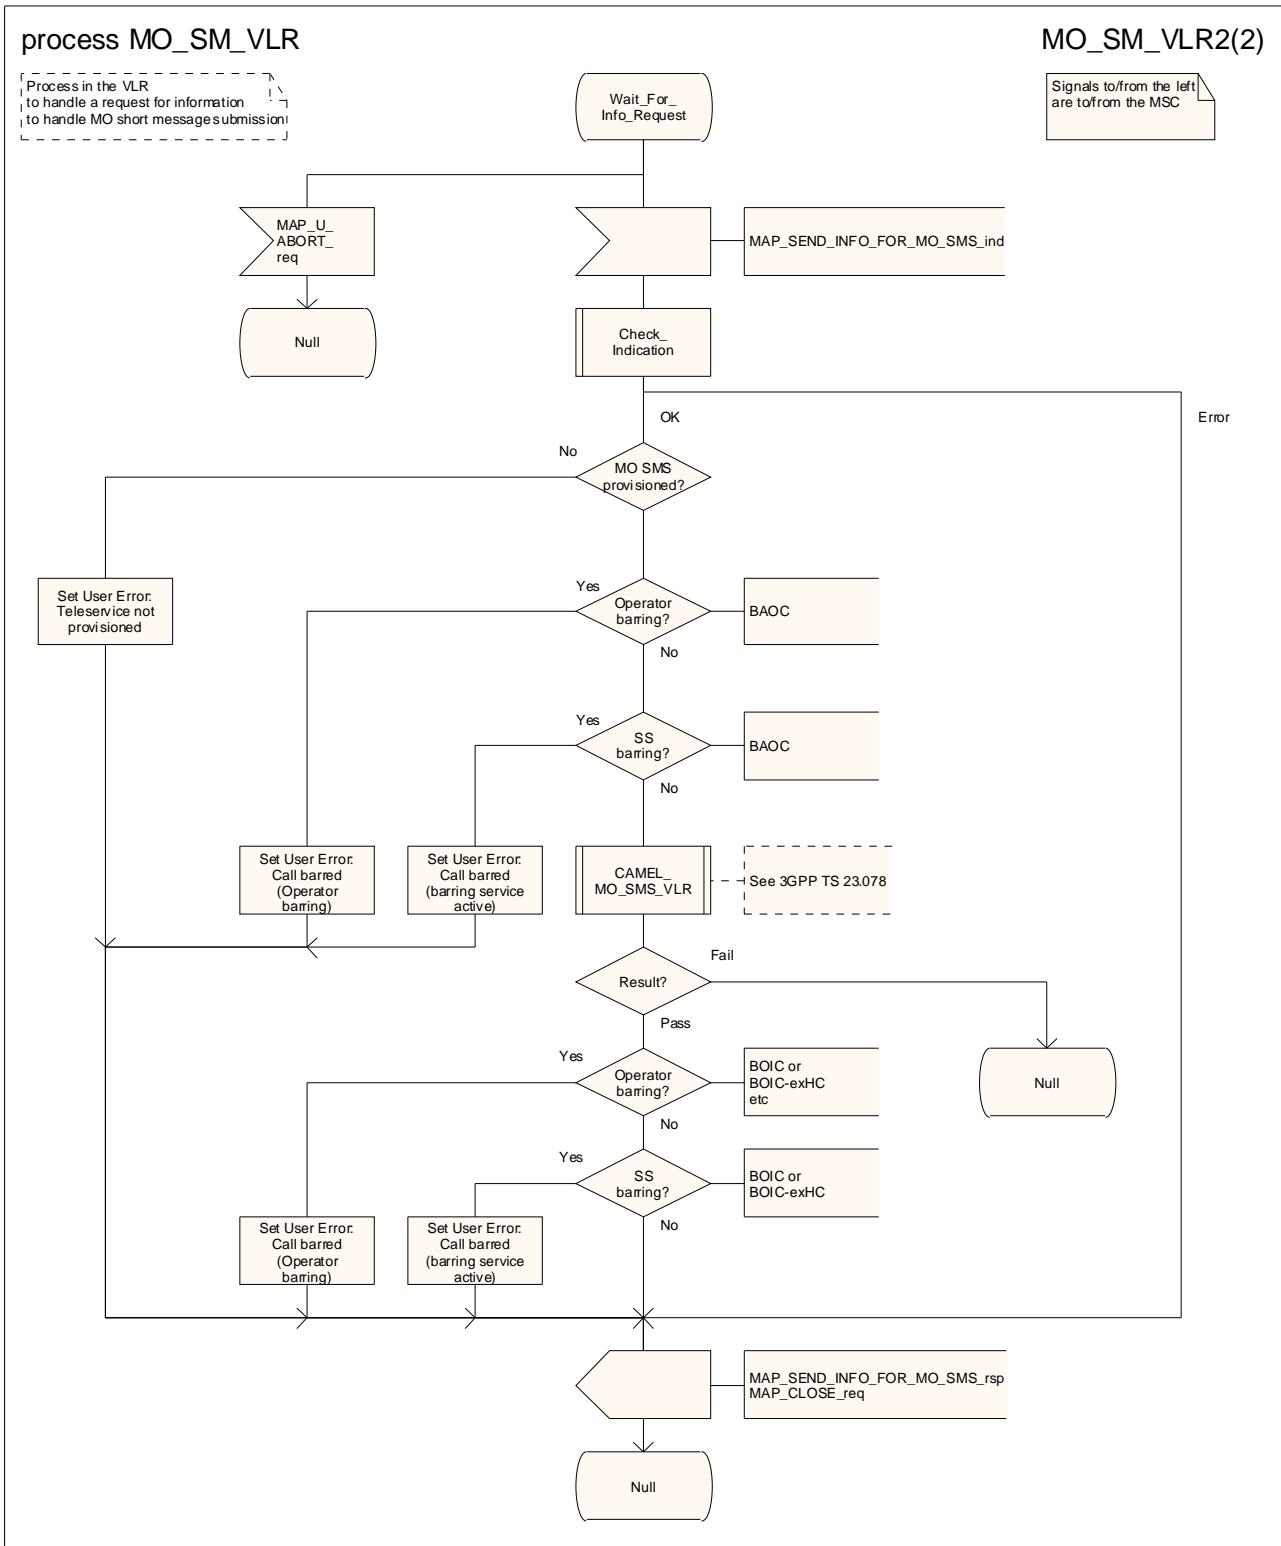 process MO_SM_VLR
MO_SM_VLR2(2)
Process in the VLR
to handle a request for information
to handle MO short message submission
Wait_For_
Info_Request
Signals to/from the left
are to/from the MSC
MAP_U_
ABORT_
req
MAP_SEND_INFO_FOR_MO_SMS_ind
Null
Check_
Indication
OK
Error
No
MO SMS
provisioned?
Set User Error:
Teleservice not
provisioned
Yes
Operator
barring?
BAOC
No
Yes
SS
barring?
BAOC
No
Set User Error:
Call barred
(Operator
barring)
Set User Error:
Call barred
(barring service
active)
CAMEL_
MO_SMS_VLR
See 3GPP TS 23.078
Result?
Fail
Pass
Null
Yes
Operator
barring?
BOIC or
BOIC-exHC
etc
No
Yes
SS
barring?
BOIC or
BOIC-exHC
No
Set User Error:
Call barred
(Operator
barring)
Set User Error:
Call barred
(barring service
active)
MAP_SEND_INFO_FOR_MO_SMS_rsp
MAP_CLOSE_req
Null